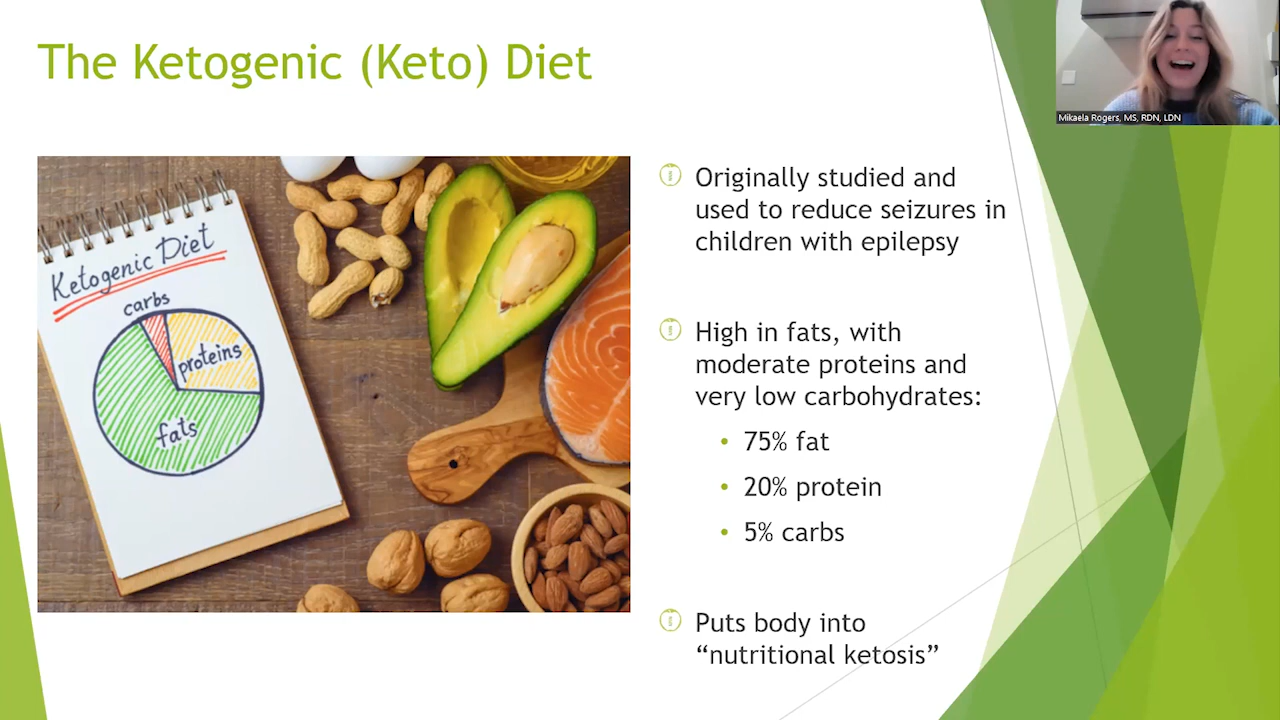 The Ketogenic (Keto) Diet
Mikaela Rogers, MS, RDN, LDN
Ketogenic Diet
carbs
proteins
fats
Originally studied and
used to reduce seizures in
children with epilepsy
High in fats, with
moderate proteins and
very low carbohydrates:
• 75% fat
• 20% protein
• 5% carbs
Puts body into
“nutritional ketosis”